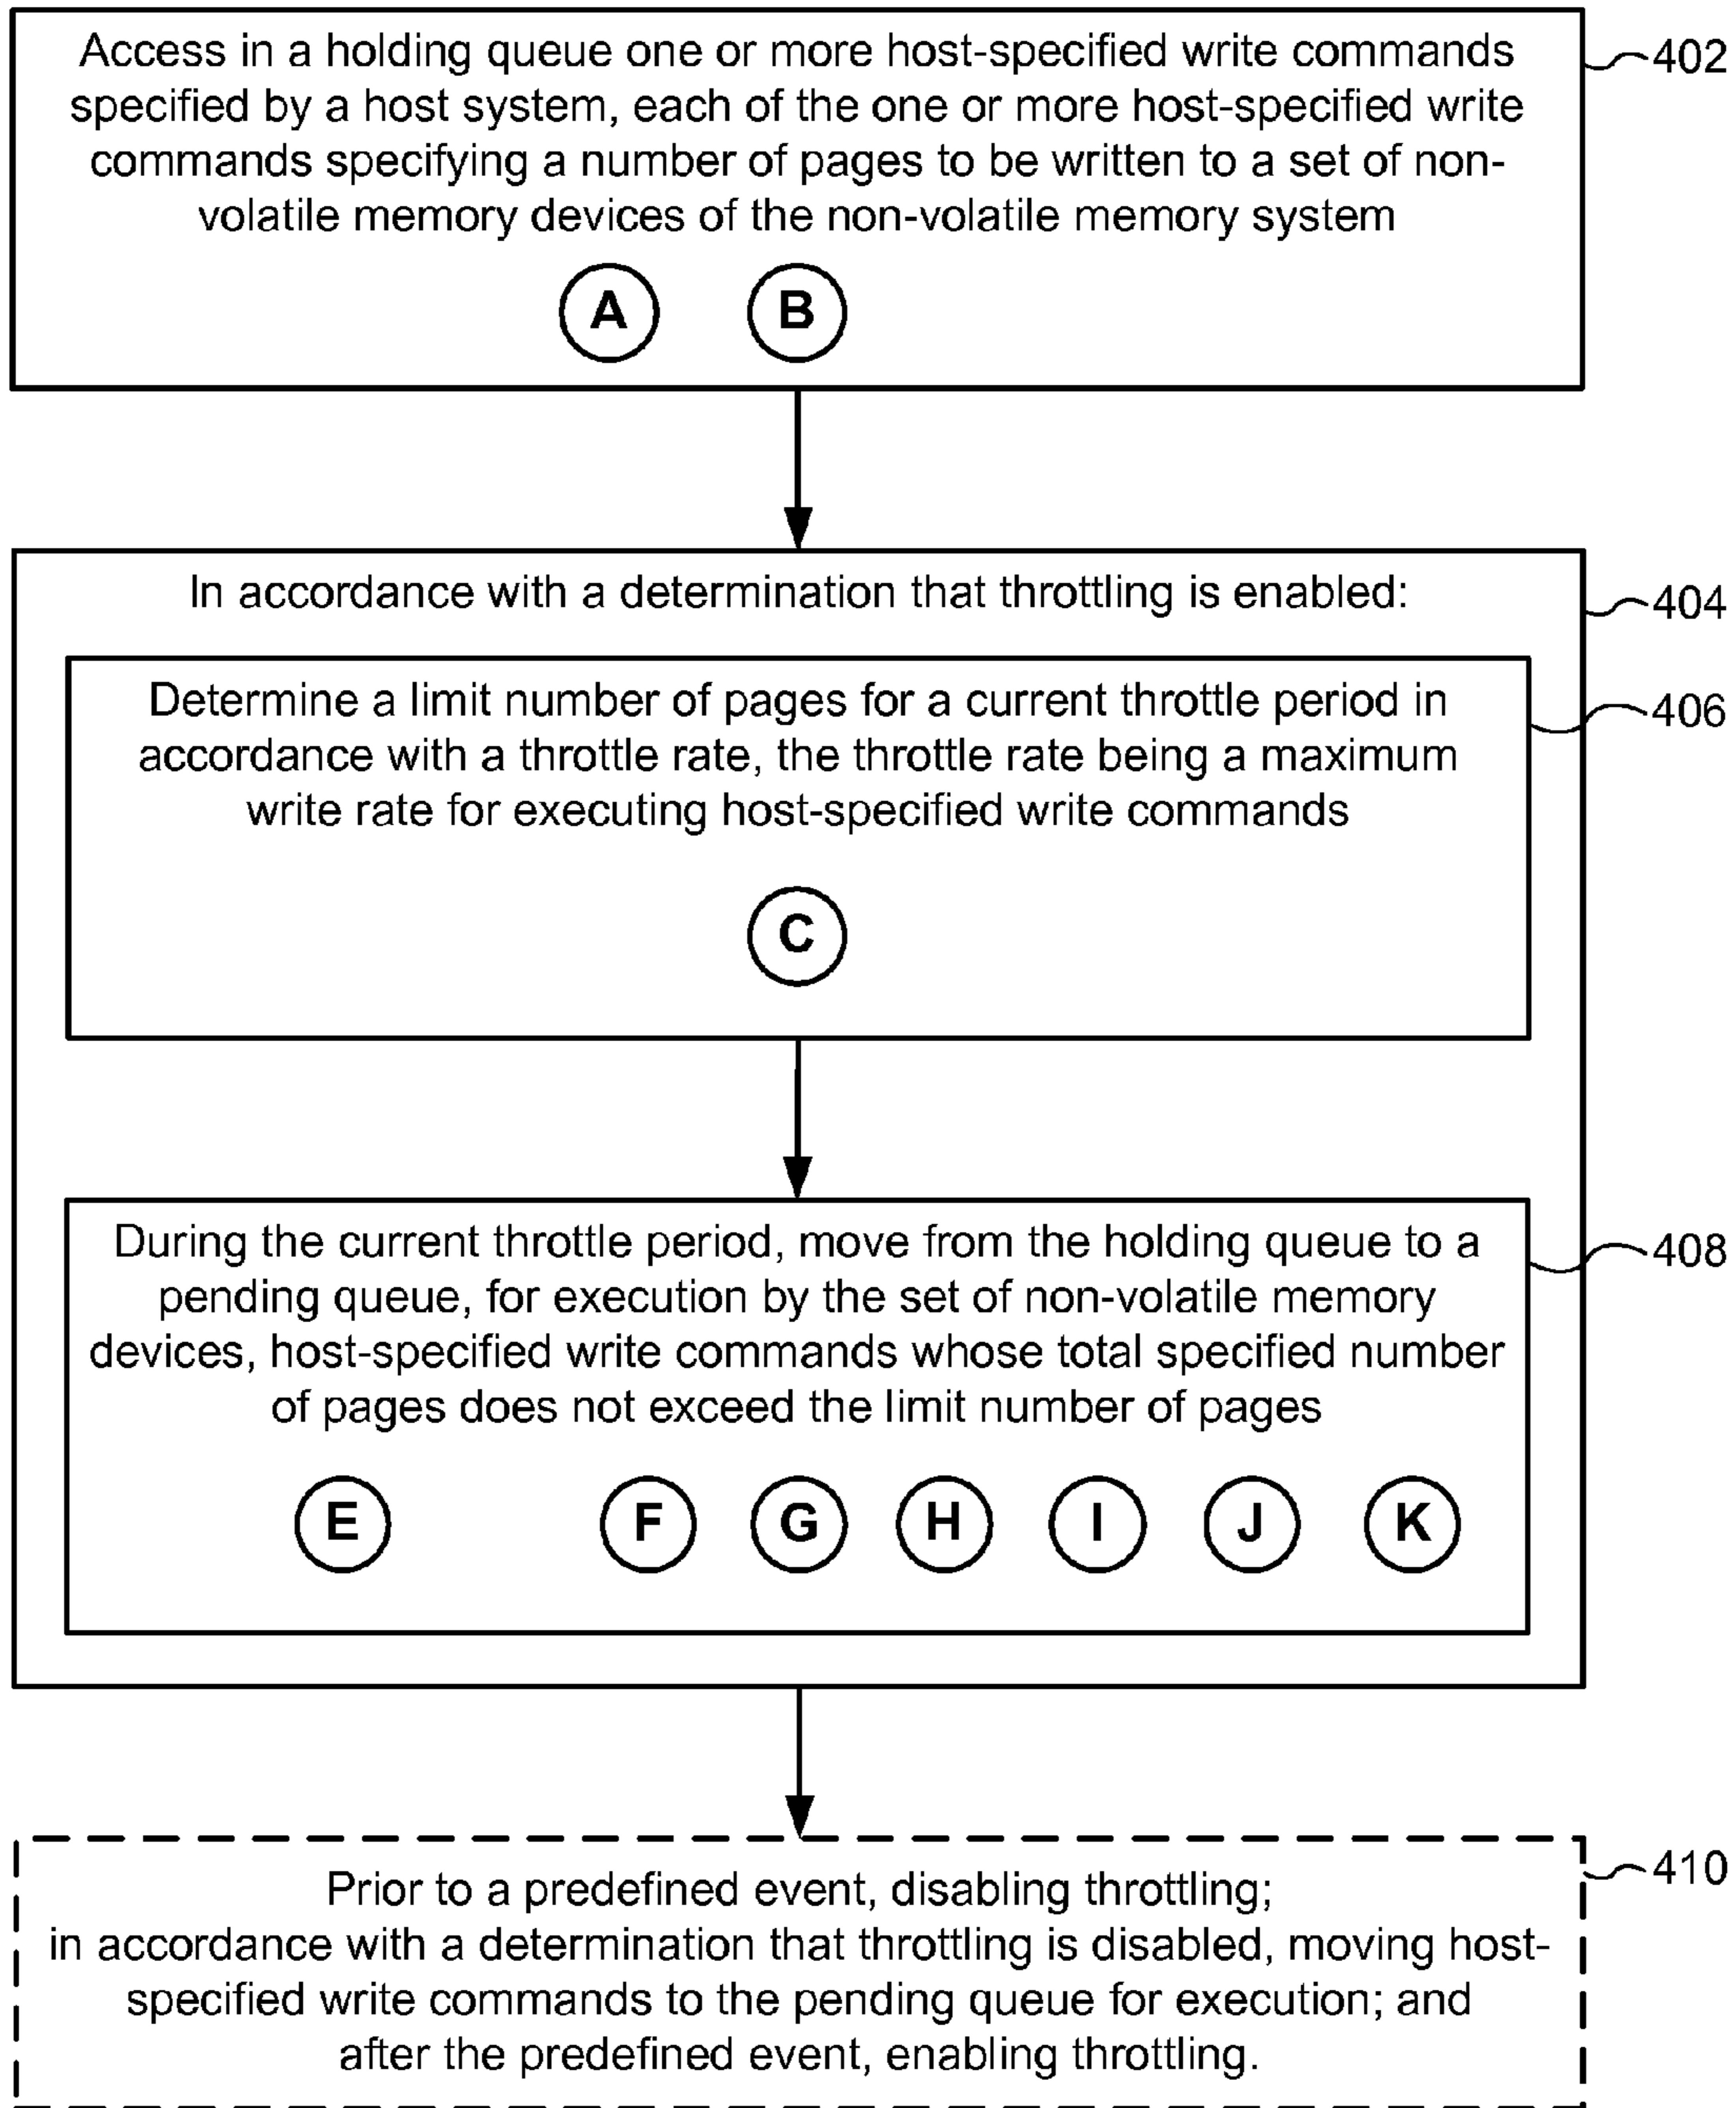 Access in a holding queue one or more host-specified write commands
specified by a host system, each of the one or more host-specified write
commands specifying a number of pages to be written to a set of non-
volatile memory devices of the non-volatile memory system
402
A B
In accordance with a determination that throttling is enabled:
404
Determine a limit number of pages for a current throttle period in
accordance with a throttle rate, the throttle rate being a maximum
write rate for executing host-specified write commands
406
C
During the current throttle period, move from the holding queue to a
pending queue, for execution by the set of non-volatile memory
devices, host-specified write commands whose total specified number
of pages does not exceed the limit number of pages
408
E F G H I J K
Prior to a predefined event, disabling throttling;
in accordance with a determination that throttling is disabled, moving host-
specified write commands to the pending queue for execution; and
after the predefined event, enabling throttling.
410